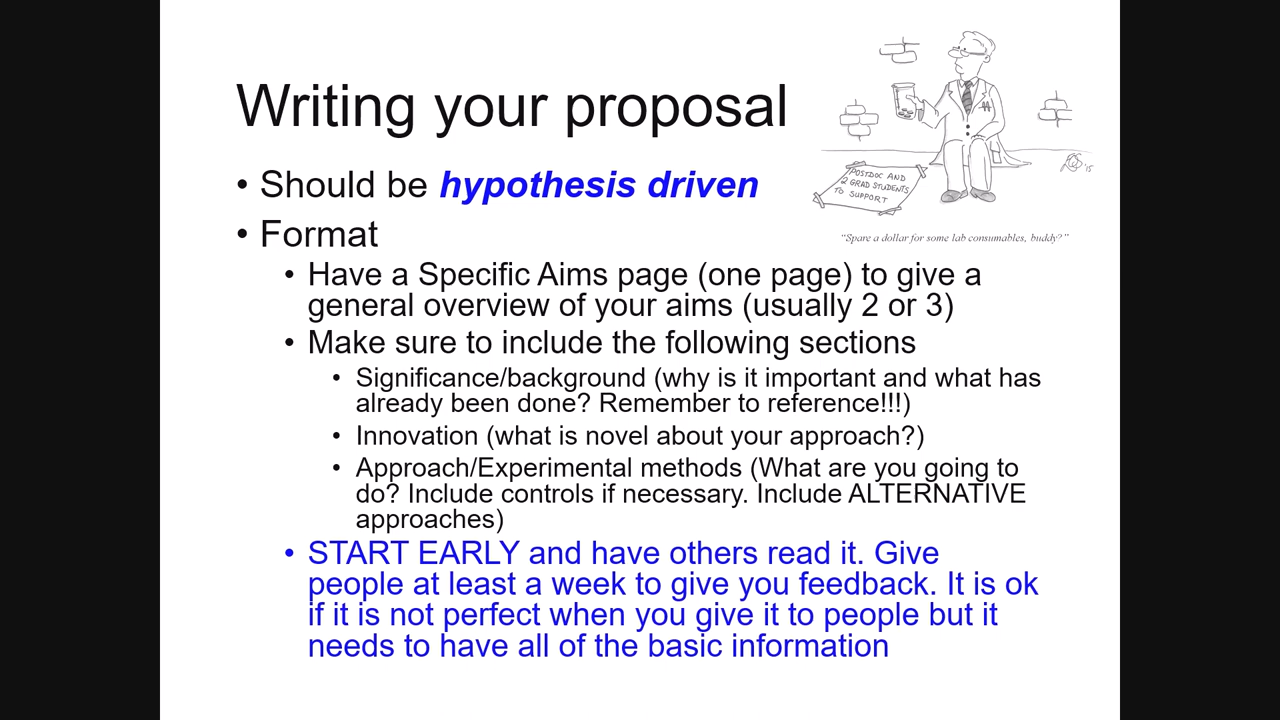 Writing your proposal
• Should be hypothesis driven
• Format
• Have a Specific Aims page (one page) to give a
general overview of your aims (usually 2 or 3)
• Make sure to include the following sections
• Significance/background (why is it important and what has
already been done? Remember to reference!!!)
• Innovation (what is novel about your approach?)
• Approach/Experimental methods (What are you going to
do? Include controls if necessary. Include ALTERNATIVE
approaches)
• START EARLY and have others read it. Give
people at least a week to give you feedback. It is ok
if it is not perfect when you give it to people but it
needs to have all of the basic information
POSTDOC AND
2 GRAD STUDENTS
TO SUPPORT
'15
"Spare a dollar for some lab consumables, buddy?"